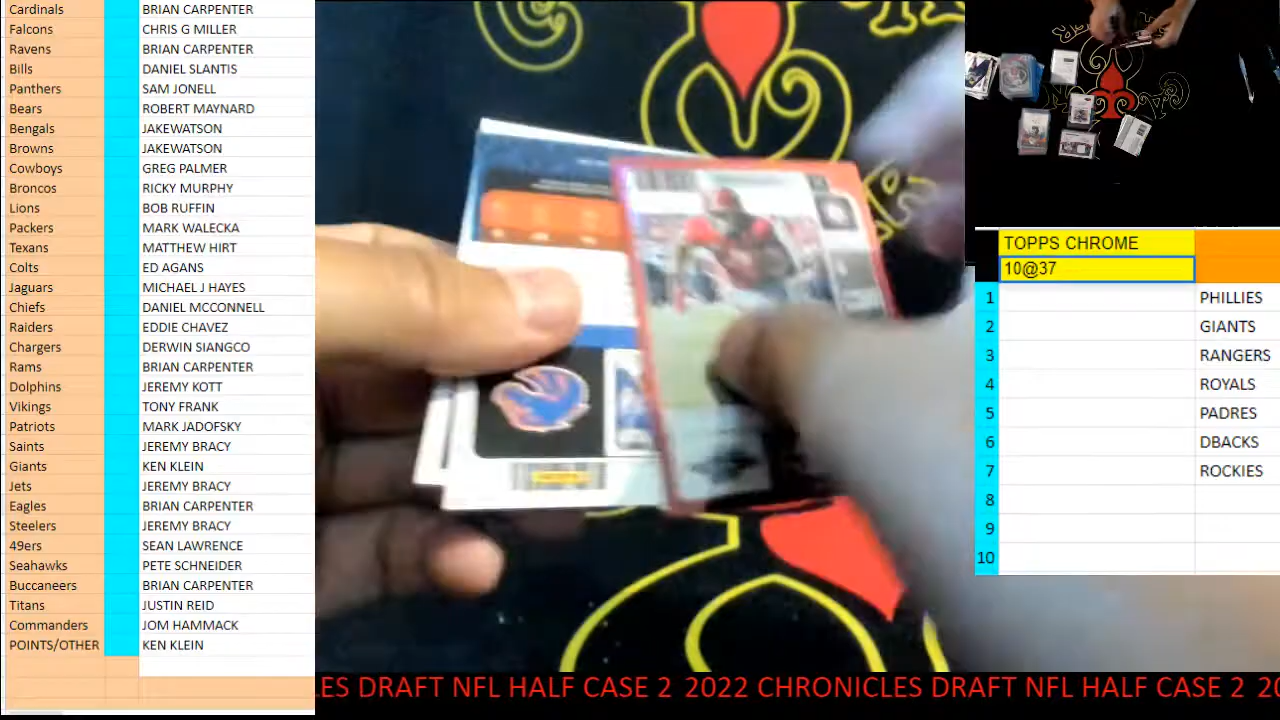 Cardinals BRIAN CARPENTER
Falcons CHRIS G MILLER
Ravens BRIAN CARPENTER
Bills DANIEL SLANTIS
Panthers SAM JONELL
Bears ROBERT MAYNARD
Bengals JAKEWATSON
Browns JAKEWATSON
Cowboys GREG PALMER
Broncos RICKY MURPHY
Lions BOB RUFFIN
Packers MARK WALECKA
Texans MATTHEW HIRT
Colts ED AGANS
Jaguars MICHAEL J HAYES
Chiefs DANIEL MCCONNELL
Raiders EDDIE CHAVEZ
Chargers DERWIN SIANGCO
Rams BRIAN CARPENTER
Dolphins JEREMY KOTT
Vikings TONY FRANK
Patriots MARK JADOFSKY
Saints JEREMY BRACY
Giants KEN KLEIN
Jets JEREMY BRACY
Eagles BRIAN CARPENTER
Steelers JEREMY BRACY
49ers SEAN LAWRENCE
Seahawks PETE SCHNEIDER
Buccaneers BRIAN CARPENTER
Titans JUSTIN REID
Commanders JOM HAMMACK
POINTS/OTHER KEN KLEIN
TOPPS CHROME
10@37
1 PHILLIES
2 GIANTS
3 RANGERS
4 ROYALS
5 PADRES
6 DBACKS
7 ROCKIES
8
9
10
LES DRAFT NFL HALF CASE 2 2022 CHRONICLES DRAFT NFL HALF CASE 2 20